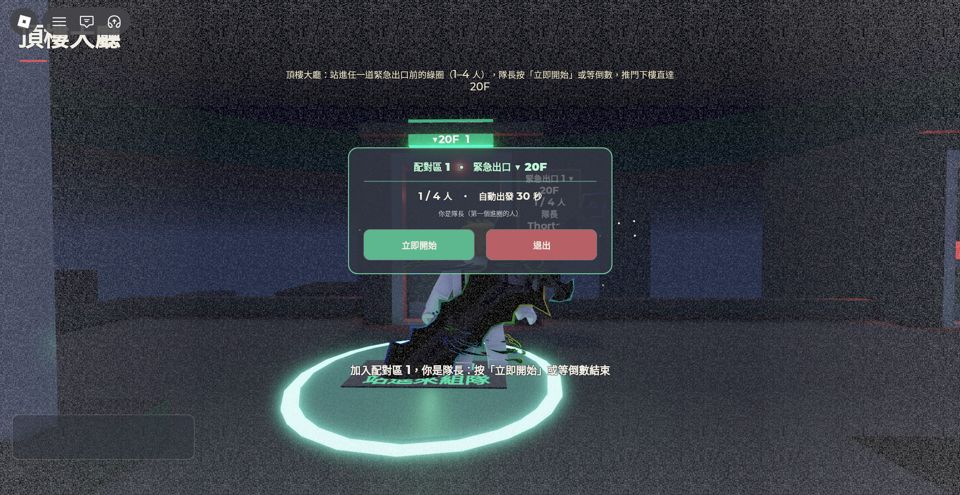 頂樓大廳
頂樓大廳：站進任一道緊急出口前的綠圈（1–4 人），隊長按「立即開始」或等倒數，推門下樓直達
20F
▼20F 1
配對區 1 • 緊急出口 ▼ 20F
緊急出口 1 ▼
20F
1 / 4 人
隊長
1 / 4 人 • 自動出發 30 秒
你是隊長（第一個進圈的人）
立即開始
退出
加入配對區 1，你是隊長：按「立即開始」或等倒數結束
站進來組隊